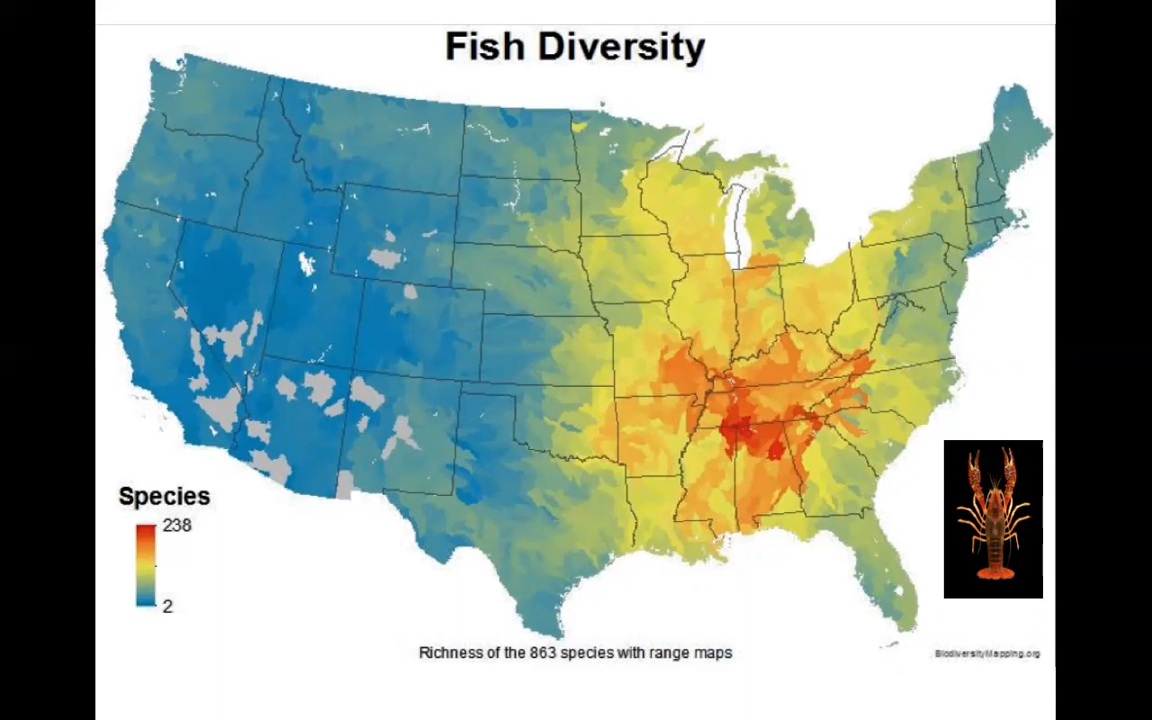 Fish Diversity
Species
238
2
Richness of the 863 species with range maps
BiodiversityMapping.org